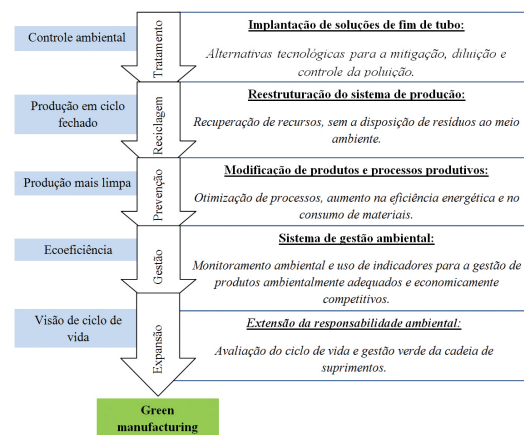 Controle ambiental
Tratamento
Implantação de soluções de fim de tubo:
Alternativas tecnológicas para a mitigação, diluição e
controle da poluição.
Produção em ciclo
fechado
Reciclagem
Reestruturação do sistema de produção:
Recuperação de recursos, sem a disposição de resíduos ao meio
ambiente.
Produção mais limpa
Prevenção
Modificação de produtos e processos produtivos:
Otimização de processos, aumento na eficiência energética e no
consumo de materiais.
Ecoeficiência
Gestão
Sistema de gestão ambiental:
Monitoramento ambiental e uso de indicadores para a gestão de
produtos ambientalmente adequados e economicamente
competitivos.
Visão de ciclo de
vida
Expansão
Extensão da responsabilidade ambiental:
Avaliação do ciclo de vida e gestão verde da cadeia de
suprimentos.
Green
manufacturing